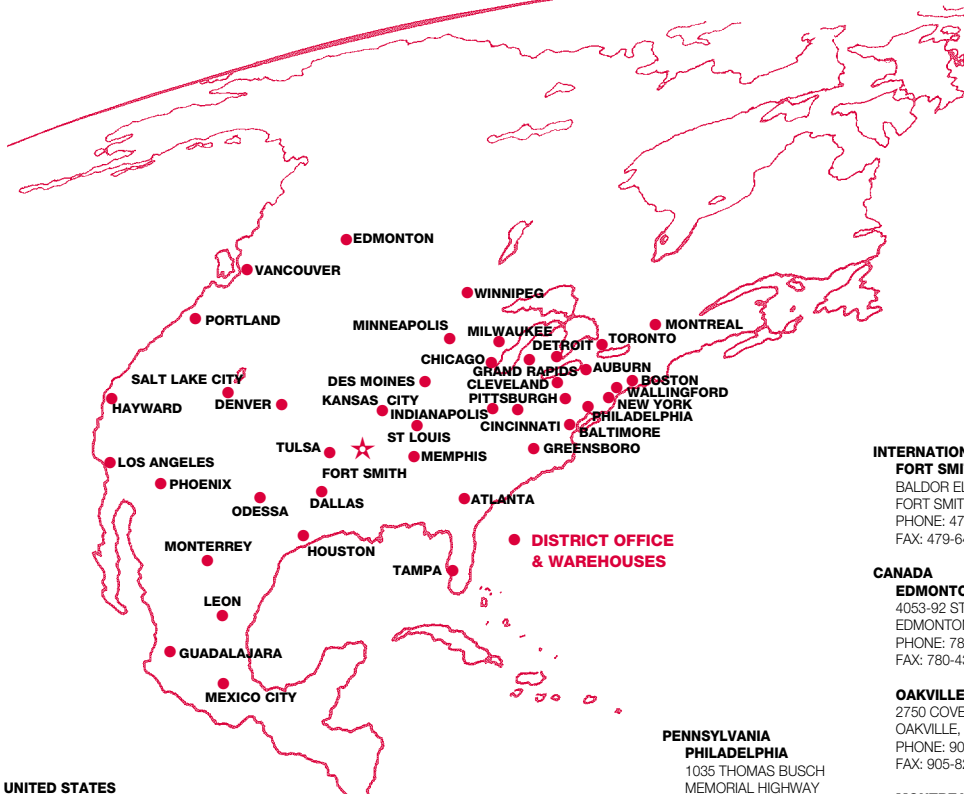 EDMONTON
VANCOUVER
WINNIPEG
PORTLAND
MONTREAL
MINNEAPOLIS
MILWAUKEE
TORONTO
DETROIT
CHICAGO
GRAND RAPIDS
AUBURN
SALT LAKE CITY
DES MOINES
CLEVELAND
BOSTON
HAYWARD
DENVER
KANSAS CITY
PITTSBURGH
WALLINGFORD
NEW YORK
INDIANAPOLIS
PHILADELPHIA
CINCINNATI
BALTIMORE
ST LOUIS
TULSA
MEMPHIS
GREENSBORO
LOS ANGELES
FORT SMITH
PHOENIX
ODESSA
DALLAS
ATLANTA
MONTERREY
HOUSTON
DISTRICT OFFICE
& WAREHOUSES
TAMPA
LEON
GUADALAJARA
MEXICO CITY
UNITED STATES
PENNSYLVANIA
PHILADELPHIA
1035 THOMAS BUSCH
MEMORIAL HIGHWAY
INTERNATION
FORT SMI
BALDOR EL
FORT SMIT
PHONE: 47
FAX: 479-64
CANADA
EDMONTO
4053-92 ST
EDMONTON
PHONE: 78
FAX: 780-43
OAKVILLE
2750 COVE
OAKVILLE,
PHONE: 90
FAX: 905-82